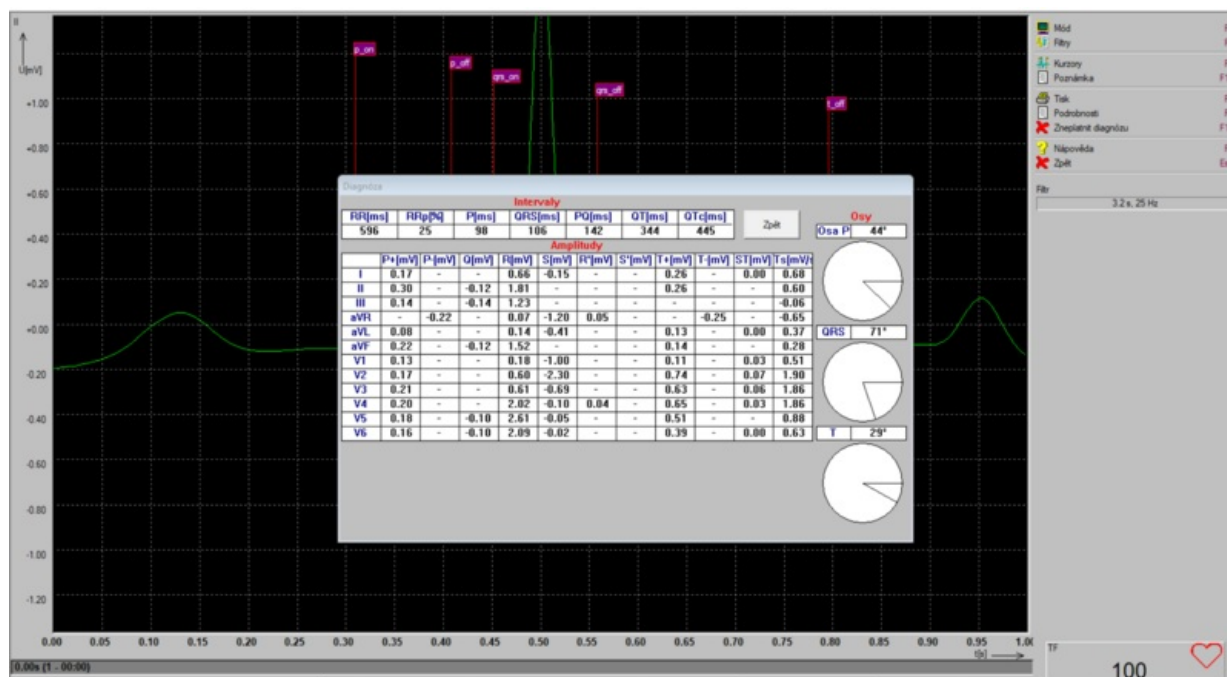 II
U[mV]
+1.00
+0.80
+0.60
+0.40
+0.20
+0.00
-0.20
-0.40
-0.60
-0.80
-1.00
-1.20
p_on
p_off
qrs_on
qrs_off
t_off
Diagnóza
Intervaly
RR[ms] RRp[%] P[ms] QRS[ms] PQ[ms] QT[ms] QTc[ms]
596 25 98 106 142 344 445
Zpět
Amplitudy
P+[mV] P-[mV] Q[mV] R[mV] S[mV] R'[mV] S'[mV] T+[mV] T-[mV] ST[mV] Ts[mV/
I 0.17 - - 0.66 -0.15 - - 0.26 - 0.00 0.68
II 0.30 - -0.12 1.81 - - - 0.26 - - 0.60
III 0.14 - -0.14 1.23 - - - - - -0.06
aVR - -0.22 - 0.07 -1.20 0.05 - - -0.25 - -0.65
aVL 0.08 - - 0.14 -0.41 - - 0.13 - 0.00 0.37
aVF 0.22 - -0.12 1.52 - - - 0.14 - - 0.28
V1 0.13 - - 0.18 -1.00 - - 0.11 - 0.03 0.51
V2 0.17 - - 0.60 -2.30 - - 0.74 - 0.07 1.90
V3 0.21 - - 0.61 -0.69 - - 0.63 - 0.06 1.86
V4 0.20 - - 2.02 -0.10 0.04 - 0.65 - 0.03 1.86
V5 0.18 - -0.10 2.61 -0.05 - - 0.51 - - 0.88
V6 0.16 - -0.10 2.09 -0.02 - - 0.39 - 0.00 0.63
Osy
Osa P 44°
QRS 71°
T 29°
0.00 0.05 0.10 0.15 0.20 0.25 0.30 0.35 0.40 0.45 0.50 0.55 0.60 0.65 0.70 0.75 0.80 0.85 0.90 0.95 1.00
t[s]
0.00s (1 - 00:00)
Mód
Filtry
Kurzory
Poznámka
Tisk
Podrobnosti
Zneplatnit diagnózu
Nápověda
Zpět
Filtr
3.2 s, 25 Hz
TF
100